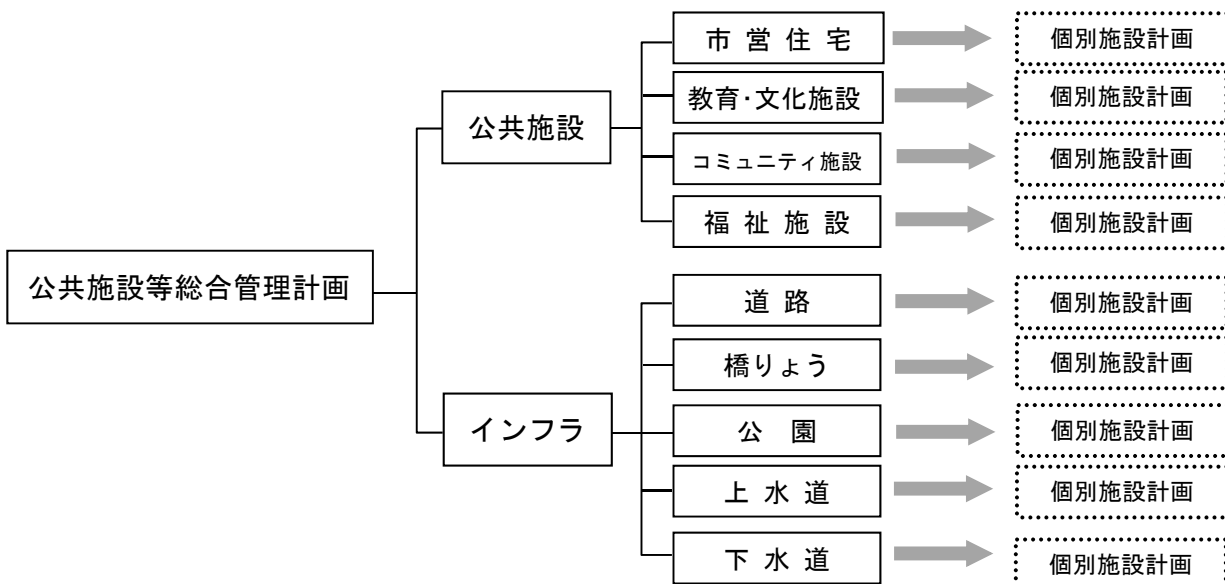 公共施設等総合管理計画
公共施設
市営住宅
個別施設計画
教育・文化施設
個別施設計画
コミュニティ施設
個別施設計画
福祉施設
個別施設計画
インフラ
道路
個別施設計画
橋りょう
個別施設計画
公園
個別施設計画
上水道
個別施設計画
下水道
個別施設計画